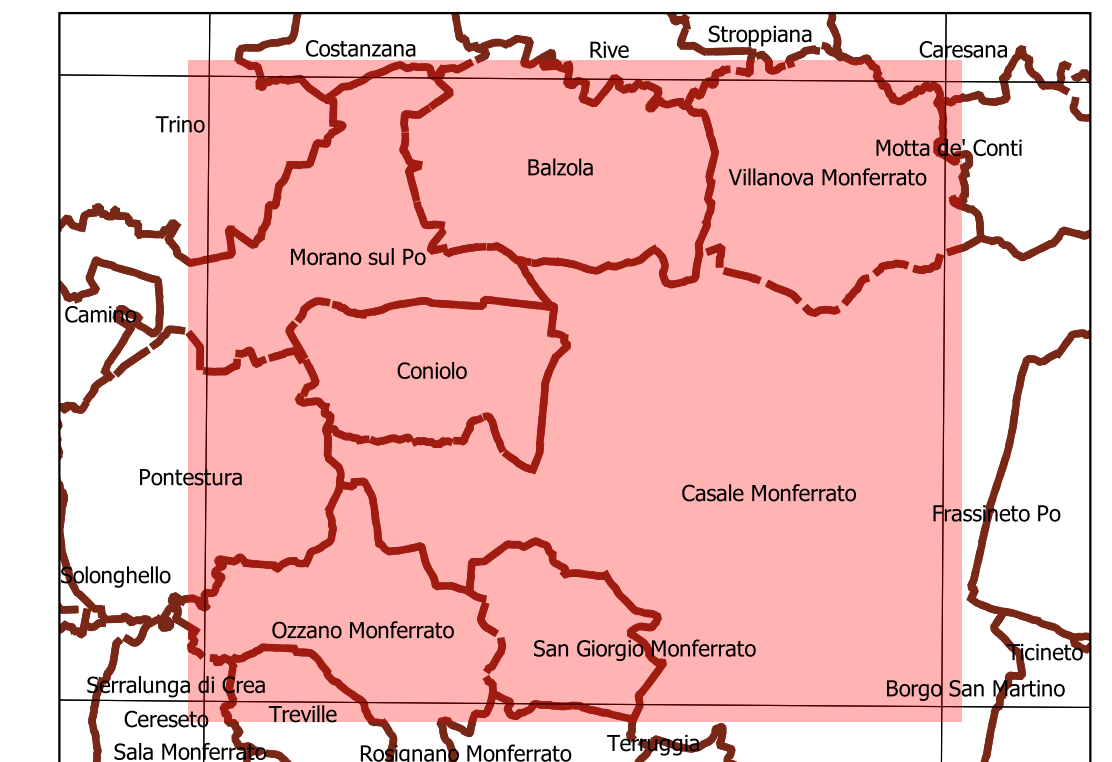 Stroppiana
Costanzana
Rive
Caresana
Trino
Motta de' Conti
Balzola
Villanova Monferrato
Morano sul Po
Camino
Coniolo
Pontestura
Casale Monferrato
Frassineto Po
Solonghello
Ozzano Monferrato
San Giorgio Monferrato
Ticineto
Serralunga di Crea
Borgo San Martino
Treville
Cereseto
Terruggia
Sala Monferrato
Rosignano Monferrato